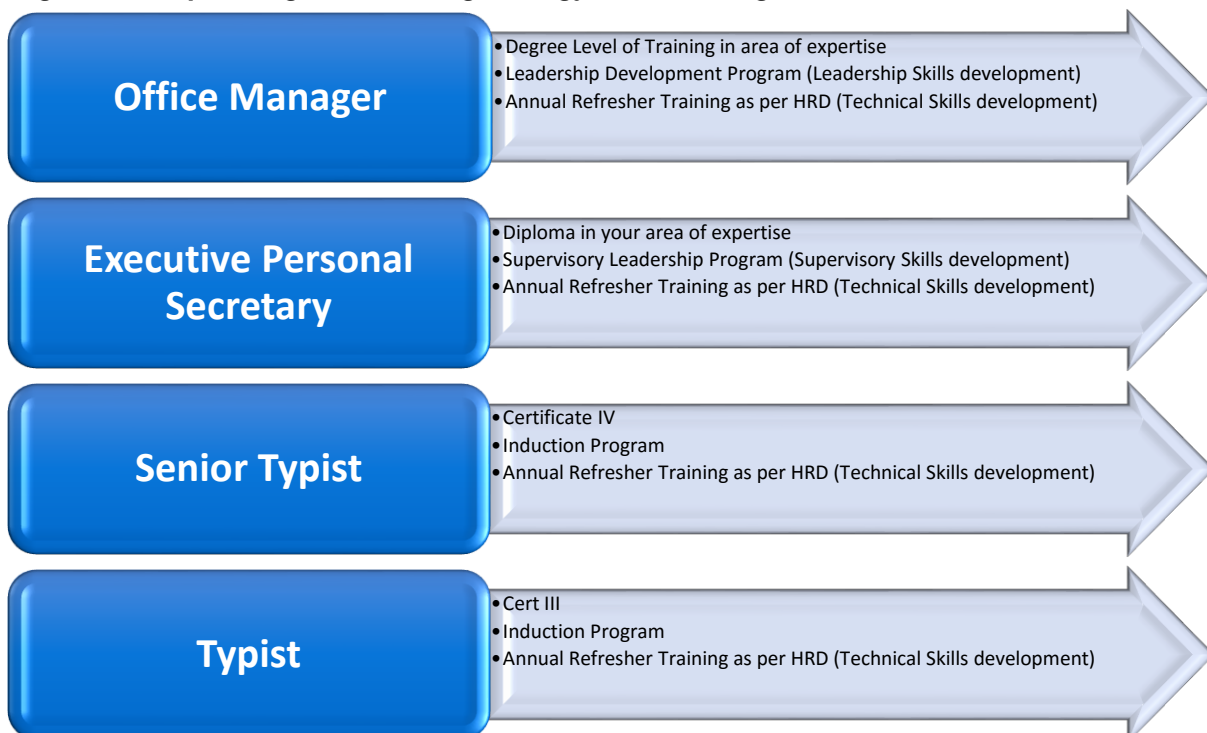 Office Manager
•Degree Level of Training in area of expertise
•Leadership Development Program (Leadership Skills development)
•Annual Refresher Training as per HRD (Technical Skills development)
Executive Personal
Secretary
•Diploma in your area of expertise
•Supervisory Leadership Program (Supervisory Skills development)
•Annual Refresher Training as per HRD (Technical Skills development)
Senior Typist
•Certificate IV
•Induction Program
•Annual Refresher Training as per HRD (Technical Skills development)
Typist
•Cert III
•Induction Program
•Annual Refresher Training as per HRD (Technical Skills development)